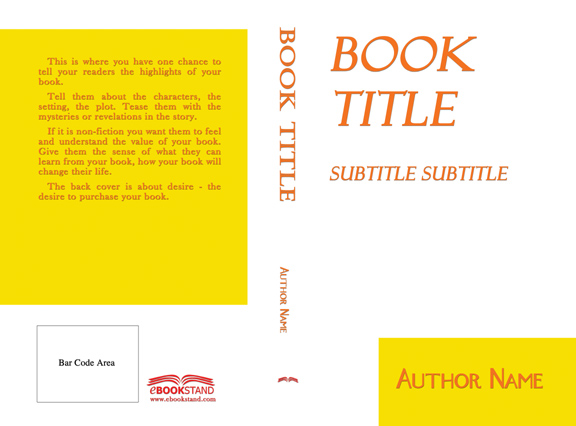 This is where you have one chance to
tell your readers the highlights of your
book.
Tell them about the characters, the
setting, the plot. Tease them with the
mysteries or revelations in the story.
If it is non-fiction you want them to feel
and understand the value of your book.
Give them the sense of what they can
learn from your book, how your book will
change their life.
The back cover is about desire - the
desire to purchase your book.
Bar Code Area
eBOOKSTAND
www.ebookstand.com
BOOK TITLE
AUTHOR NAME
BOOK
TITLE
SUBTITLE SUBTITLE
AUTHOR NAME